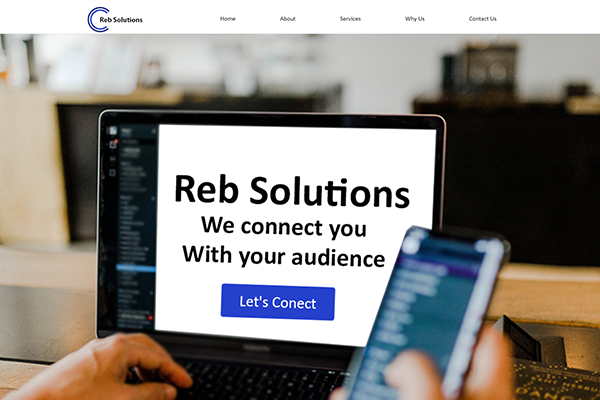 Reb Solutions
Home
About
Services
Why Us
Contact Us
Reb Solutions
We connect you
With your audience
Let's Conect